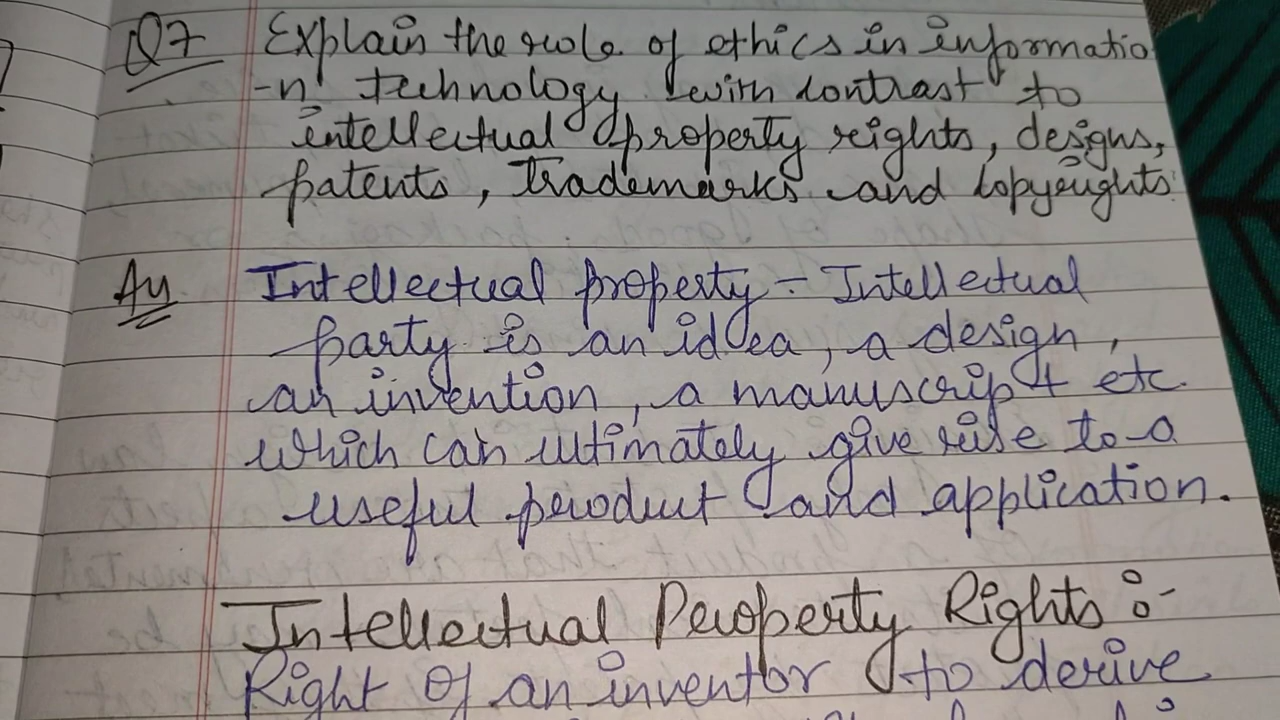 Q7 Explain the role of ethics in informatio
-n technology with contrast to
intellectual property rights, designs,
patents, trademarks and copyrights.
Intellectual property - Intellectual
party is an idea, a design,
an invention, a manuscript etc.
which can ultimately give rise to a
useful product and application.
Intellectual Property Rights :-
Right Of an inventor to derive